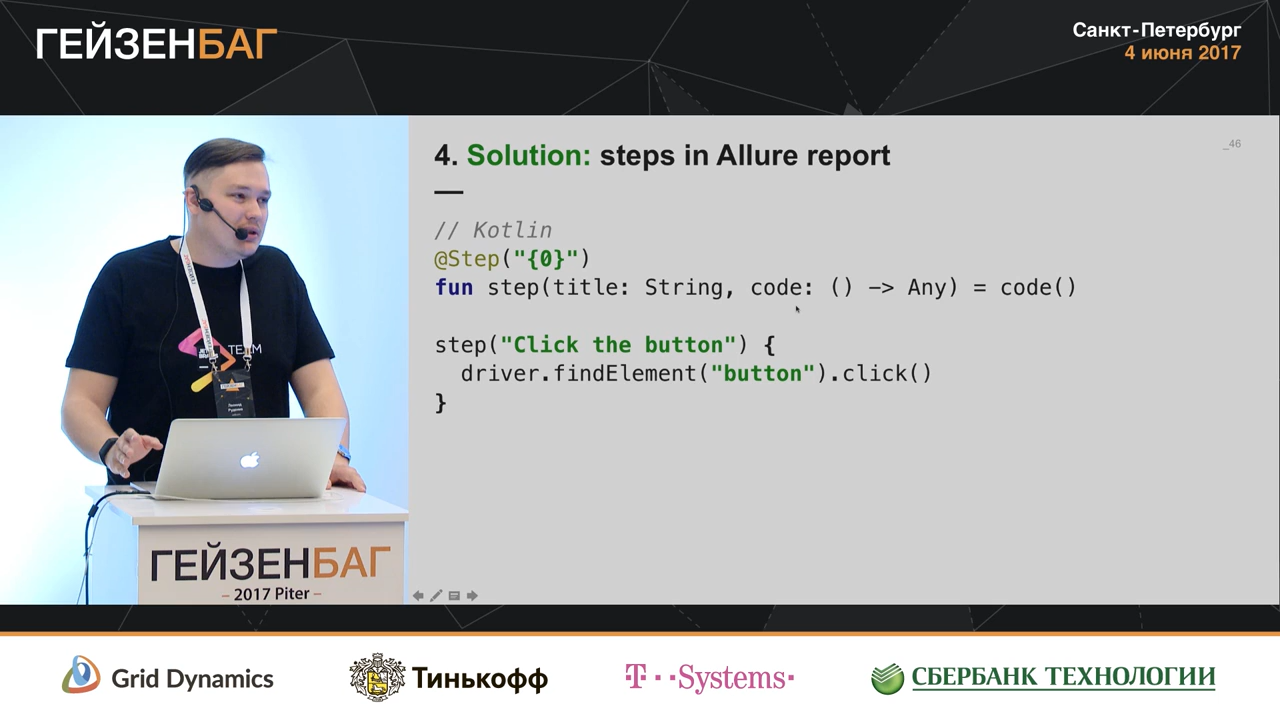 ГЕЙЗЕНБАГ
Санкт-Петербург
4 июня 2017
4. Solution: steps in Allure report
_46
// Kotlin
@Step("{0}")
fun step(title: String, code: () –> Any) = code()
step("Click the button") {
driver.findElement("button").click()
}
TEAM
ГЕЙЗЕНБАГ
– 2017 Piter –
Grid Dynamics
Тинькофф
T··Systems·
СБЕРБАНК ТЕХНОЛОГИИ